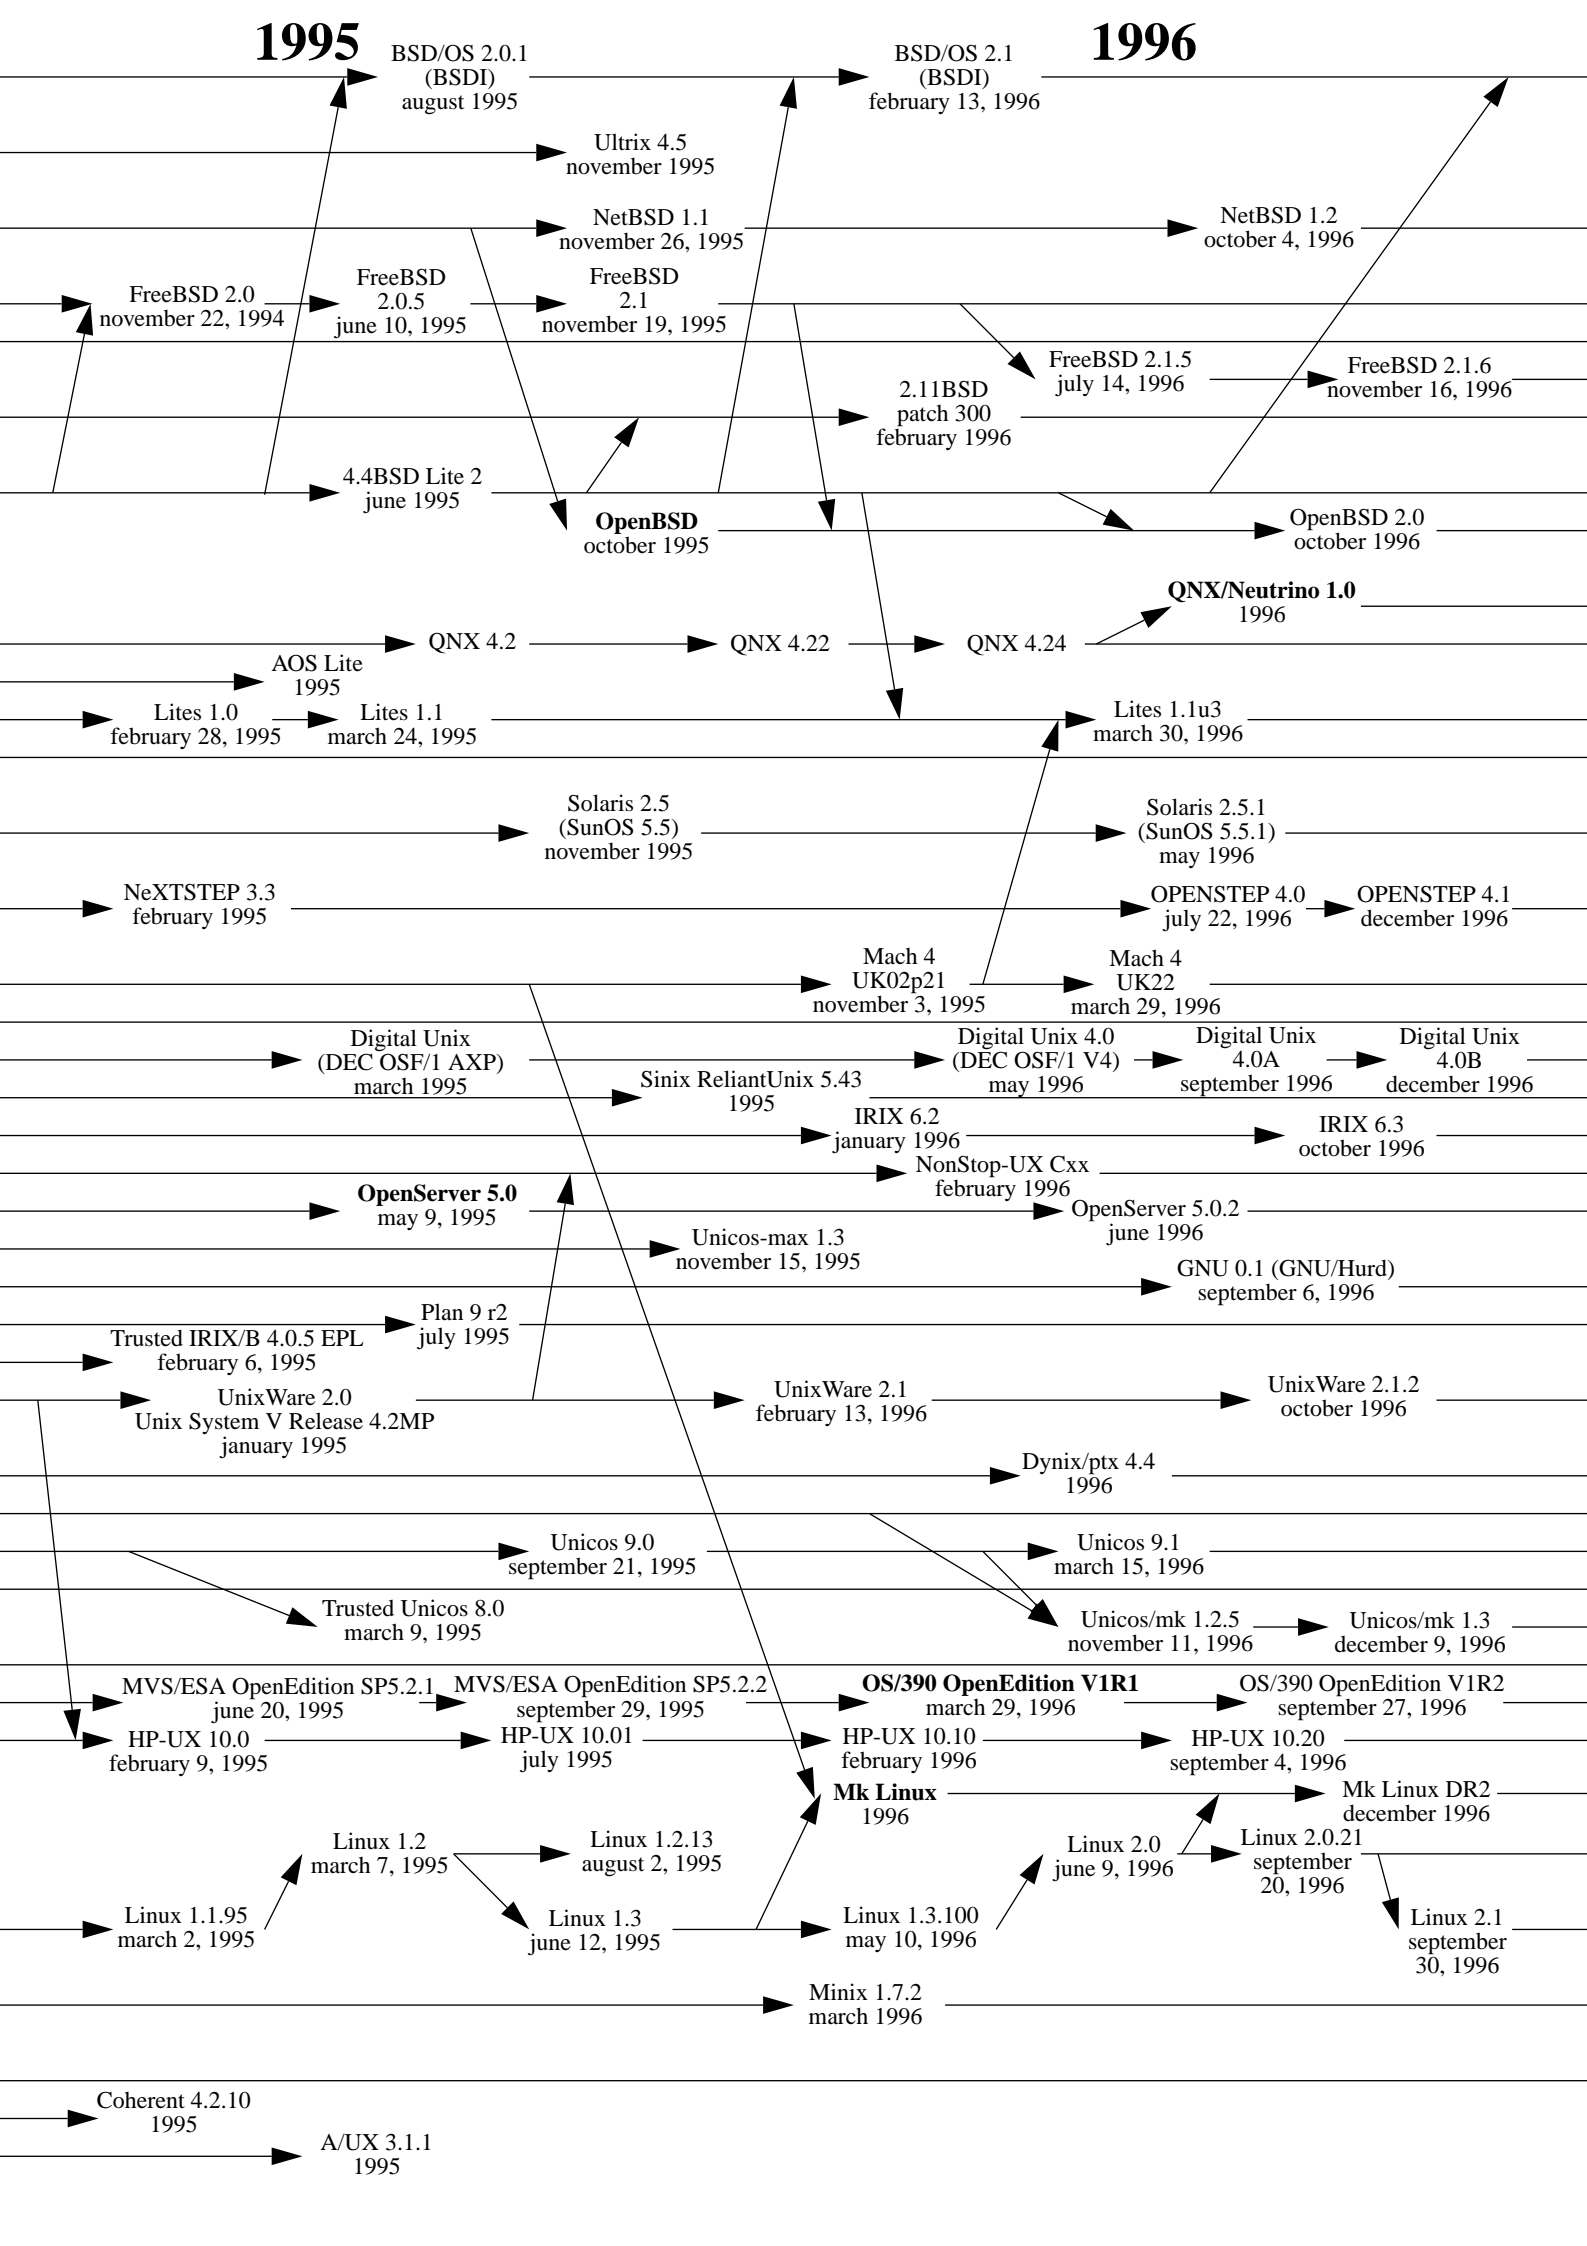 1995
1996
BSD/OS 2.0.1
(BSDI)
august 1995
BSD/OS 2.1
(BSDI)
february 13, 1996
Ultrix 4.5
november 1995
NetBSD 1.1
november 26, 1995
NetBSD 1.2
october 4, 1996
FreeBSD 2.0
november 22, 1994
FreeBSD
2.0.5
june 10, 1995
FreeBSD
2.1
november 19, 1995
FreeBSD 2.1.5
july 14, 1996
FreeBSD 2.1.6
november 16, 1996
2.11BSD
patch 300
february 1996
4.4BSD Lite 2
june 1995
OpenBSD
october 1995
OpenBSD 2.0
october 1996
QNX/Neutrino 1.0
1996
QNX 4.2
QNX 4.22
QNX 4.24
AOS Lite
1995
Lites 1.0
february 28, 1995
Lites 1.1
march 24, 1995
Lites 1.1u3
march 30, 1996
Solaris 2.5
(SunOS 5.5)
november 1995
Solaris 2.5.1
(SunOS 5.5.1)
may 1996
NeXTSTEP 3.3
february 1995
OPENSTEP 4.0
july 22, 1996
OPENSTEP 4.1
december 1996
Mach 4
UK02p21
november 3, 1995
Mach 4
UK22
march 29, 1996
Digital Unix
(DEC OSF/1 AXP)
march 1995
Digital Unix 4.0
(DEC OSF/1 V4)
may 1996
Digital Unix
4.0A
september 1996
Digital Unix
4.0B
december 1996
Sinix ReliantUnix 5.43
1995
IRIX 6.2
january 1996
IRIX 6.3
october 1996
NonStop-UX Cxx
february 1996
OpenServer 5.0
may 9, 1995
OpenServer 5.0.2
june 1996
Unicos-max 1.3
november 15, 1995
GNU 0.1 (GNU/Hurd)
september 6, 1996
Plan 9 r2
july 1995
Trusted IRIX/B 4.0.5 EPL
february 6, 1995
UnixWare 2.0
Unix System V Release 4.2MP
january 1995
UnixWare 2.1
february 13, 1996
UnixWare 2.1.2
october 1996
Dynix/ptx 4.4
1996
Unicos 9.0
september 21, 1995
Unicos 9.1
march 15, 1996
Trusted Unicos 8.0
march 9, 1995
Unicos/mk 1.2.5
november 11, 1996
Unicos/mk 1.3
december 9, 1996
MVS/ESA OpenEdition SP5.2.1
june 20, 1995
MVS/ESA OpenEdition SP5.2.2
september 29, 1995
OS/390 OpenEdition V1R1
march 29, 1996
OS/390 OpenEdition V1R2
september 27, 1996
HP-UX 10.0
february 9, 1995
HP-UX 10.01
july 1995
HP-UX 10.10
february 1996
HP-UX 10.20
september 4, 1996
Mk Linux
1996
Mk Linux DR2
december 1996
Linux 1.2
march 7, 1995
Linux 1.2.13
august 2, 1995
Linux 2.0
june 9, 1996
Linux 2.0.21
september
20, 1996
Linux 1.1.95
march 2, 1995
Linux 1.3
june 12, 1995
Linux 1.3.100
may 10, 1996
Linux 2.1
september
30, 1996
Minix 1.7.2
march 1996
Coherent 4.2.10
1995
A/UX 3.1.1
1995